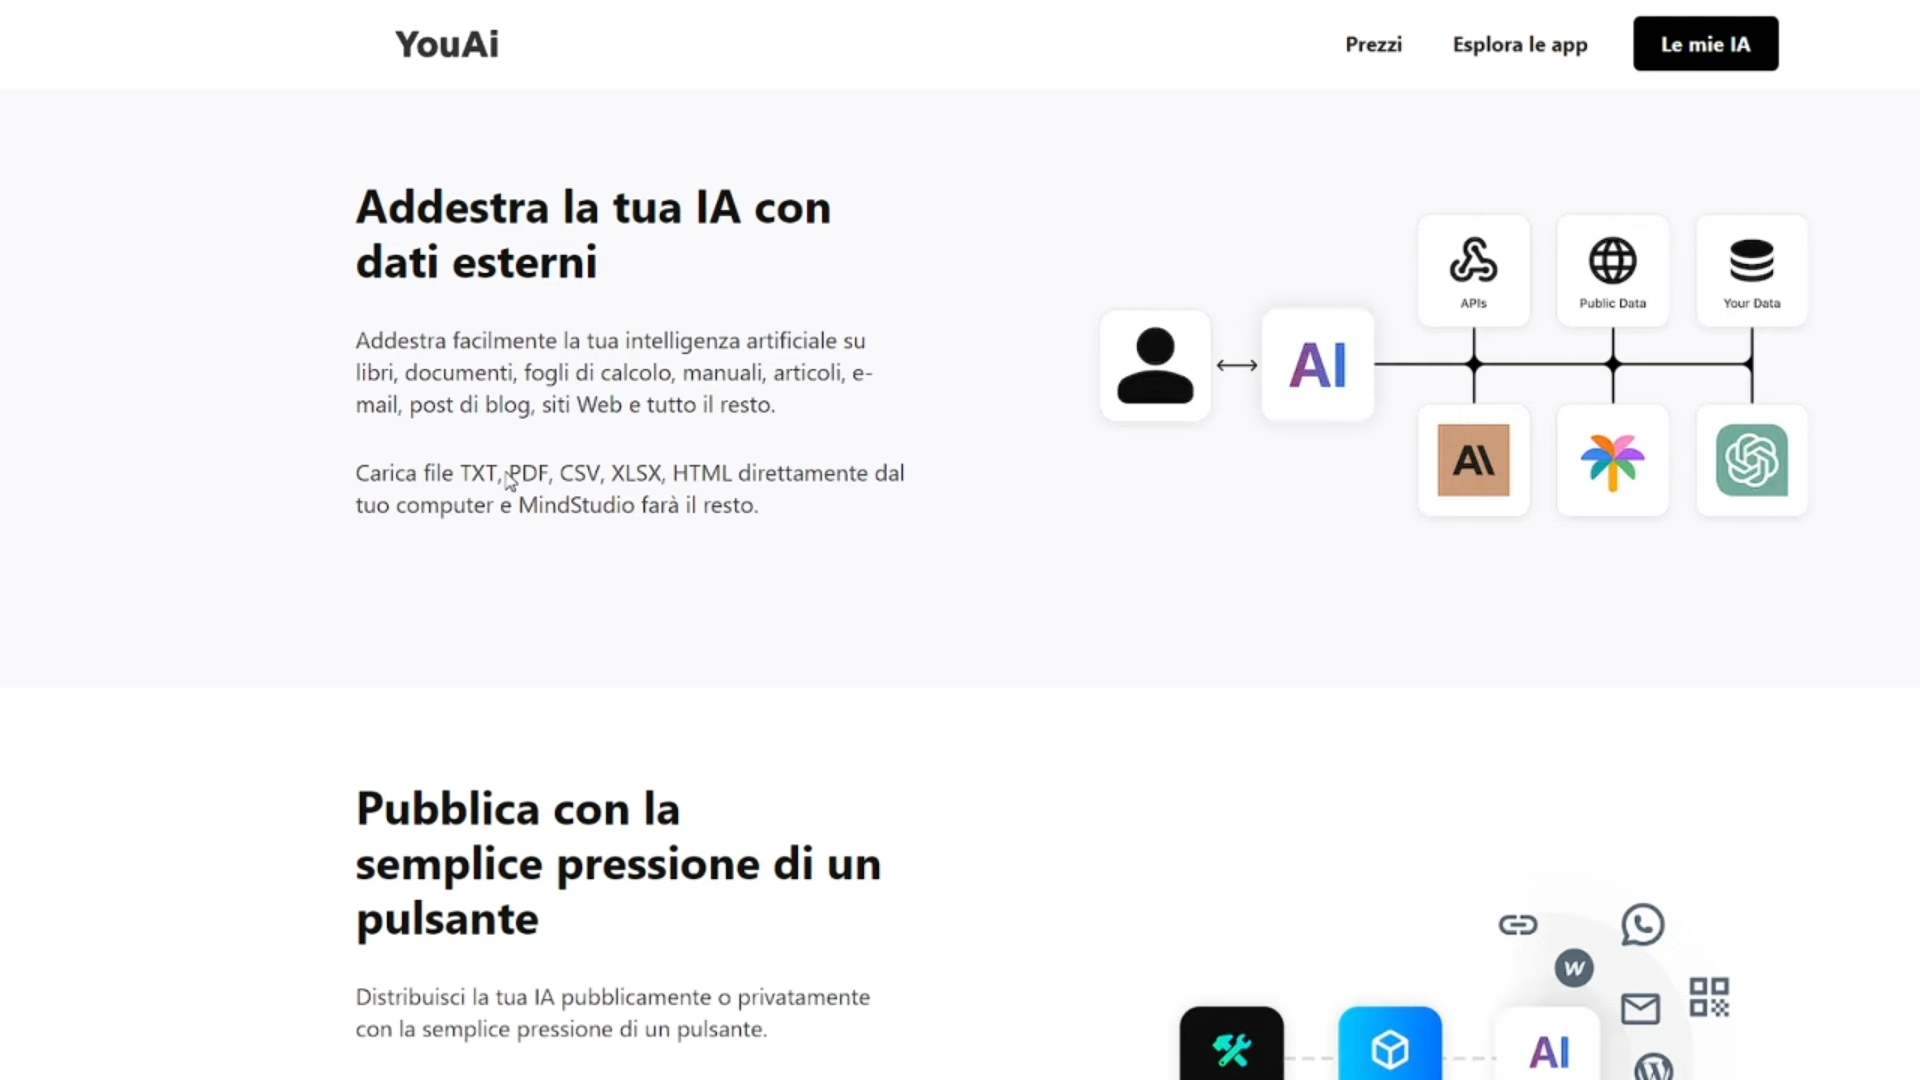 YouAi
Prezzi
Esplora le app
Le mie IA
Addestra la tua IA con
dati esterni
Addestra facilmente la tua intelligenza artificiale su
libri, documenti, fogli di calcolo, manuali, articoli, e-
mail, post di blog, siti Web e tutto il resto.
Carica file TXT, PDF, CSV, XLSX, HTML direttamente dal
tuo computer e MindStudio farà il resto.
APIs
Public Data
Your Data
AI
Pubblica con la
semplice pressione di un
pulsante
Distribuisci la tua IA pubblicamente o privatamente
con la semplice pressione di un pulsante.
AI